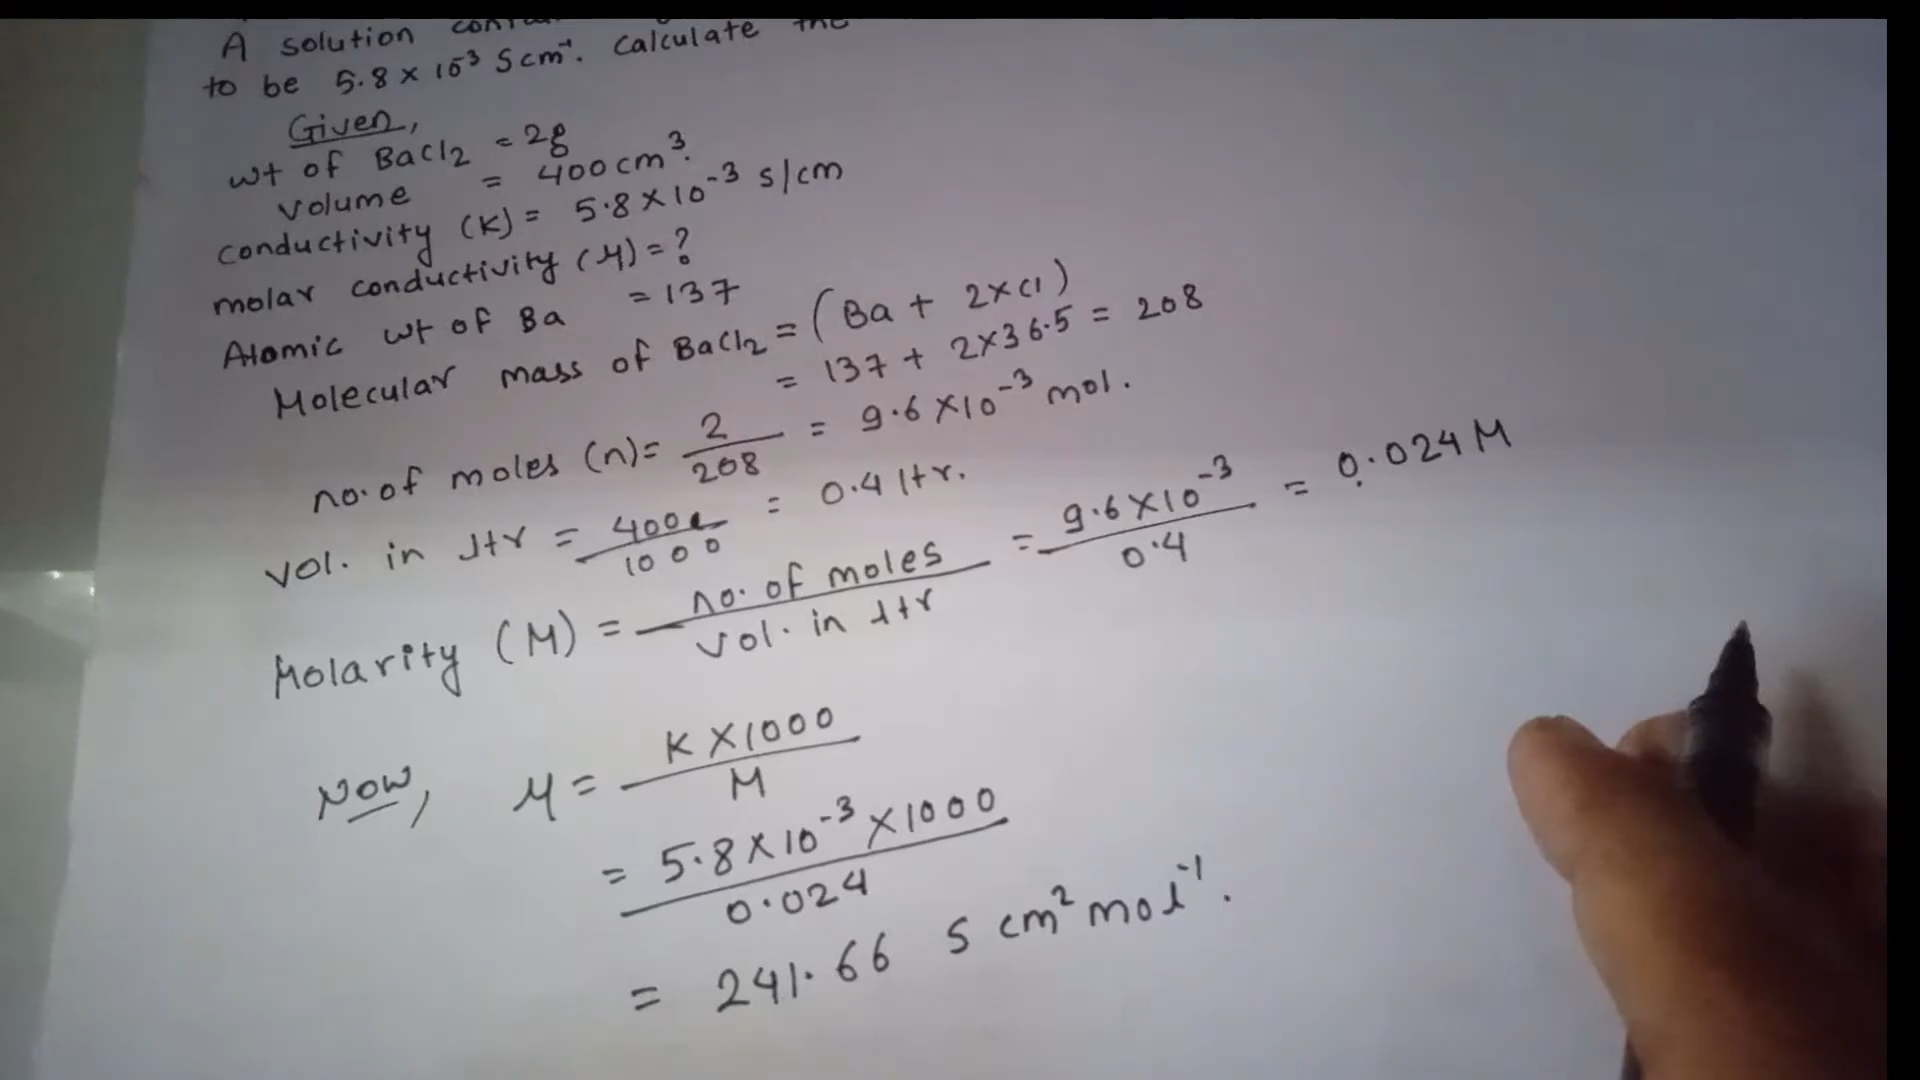 A solution
to be 5.8 × 10⁻³ S cm⁻¹. Calculate the
Given,
wt of BaCl2 = 2g
Volume = 400 cm³.
conductivity (K) = 5.8 × 10⁻³ s/cm
molar conductivity (μ) = ?
Atomic wt of Ba = 137
Molecular mass of BaCl2 = (Ba + 2×Cl)
= 137 + 2×36.5 = 208
no. of moles (n) = 2/208 = 9.6 × 10⁻³ mol.
vol. in ltr = 400/1000 = 0.4 ltr.
Molarity (M) = no. of moles/vol. in ltr = 9.6 × 10⁻³/0.4 = 0.024 M
Now, μ = K × 1000/M
= 5.8 × 10⁻³ × 1000/0.024
= 241.66 S cm² mol⁻¹.